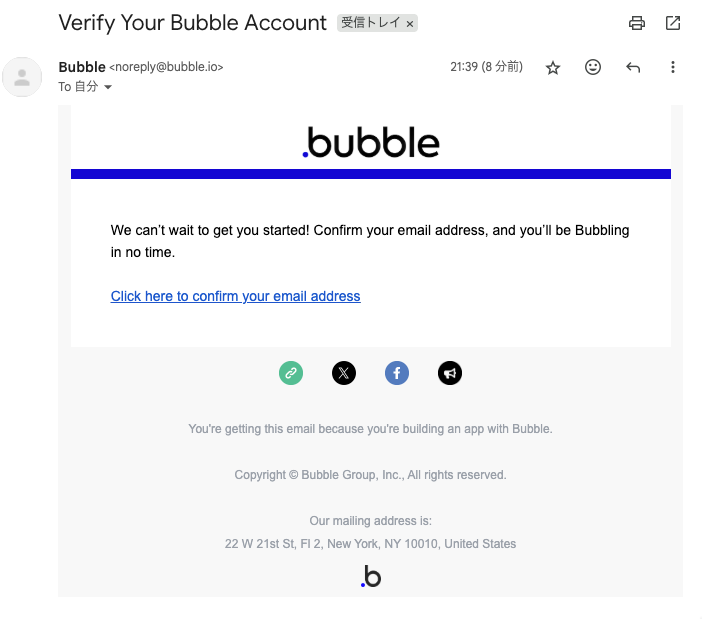 Verify Your Bubble Account 受信トレイ ×
Bubble <noreply@bubble.io> 21:39 (8 分前)
To 自分
.bubble
We can’t wait to get you started! Confirm your email address, and you’ll be Bubbling
in no time.
Click here to confirm your email address
You're getting this email because you're building an app with Bubble.
Copyright © Bubble Group, Inc., All rights reserved.
Our mailing address is:
22 W 21st St, Fl 2, New York, NY 10010, United States
.b